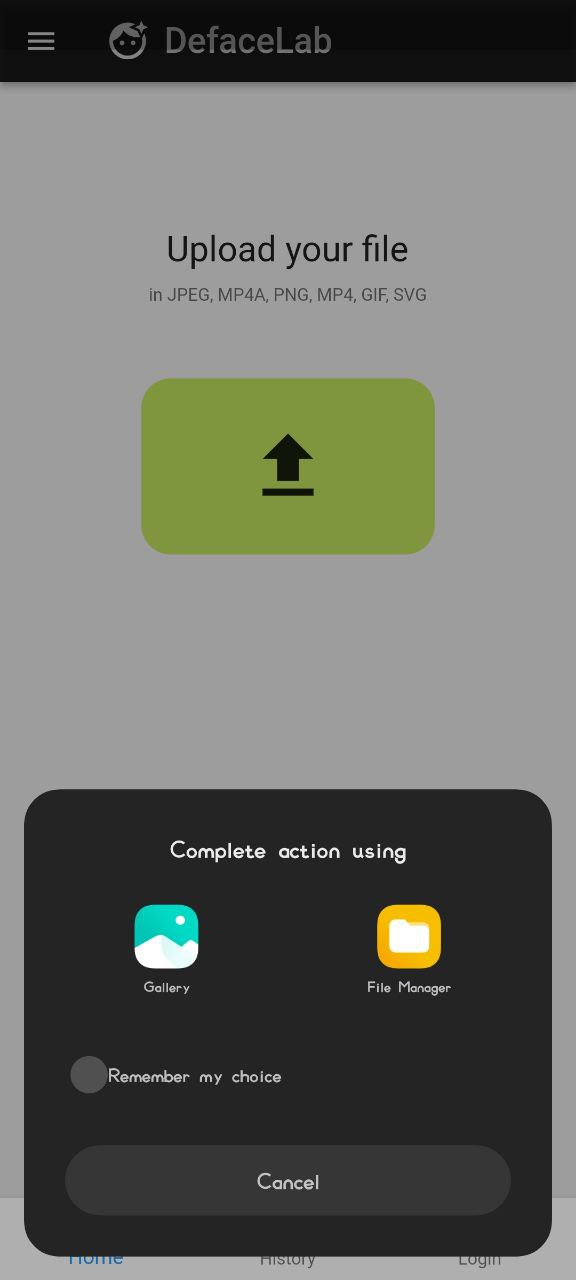 DefaceLab
Upload your file
in JPEG, MP4A, PNG, MP4, GIF, SVG
Complete action using
Gallery File Manager
Remember my choice
Cancel
Home History Login